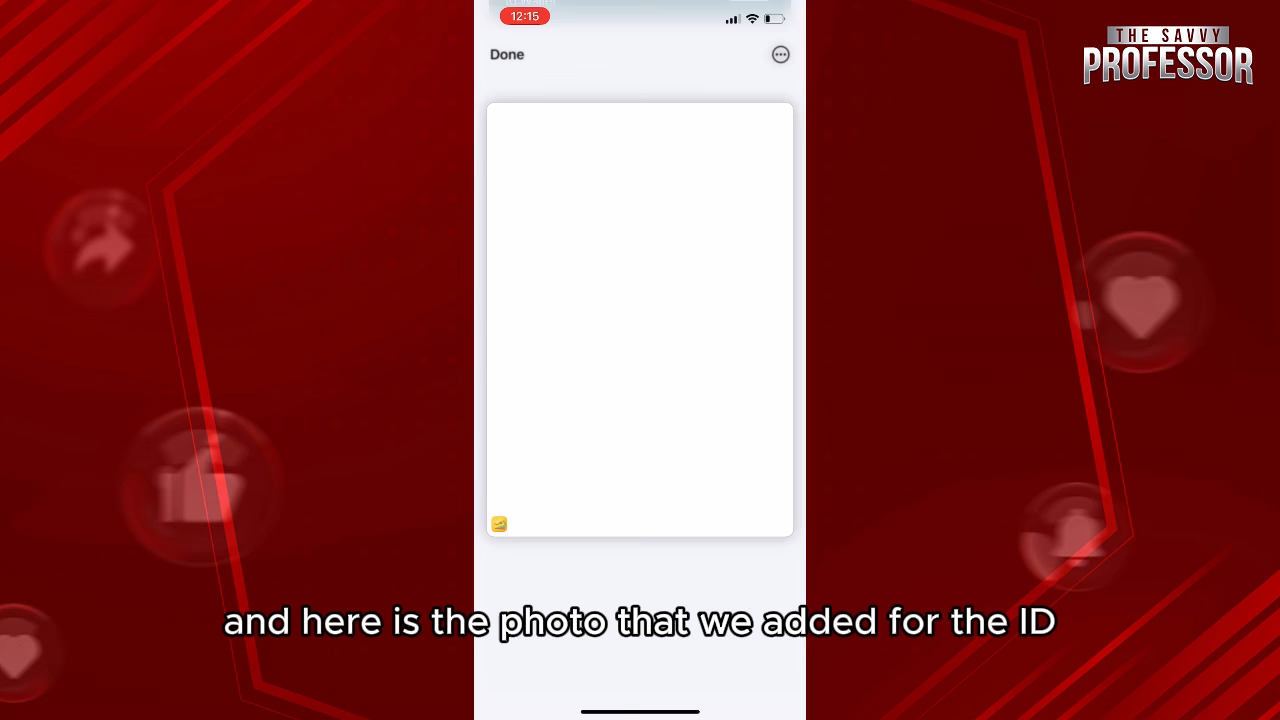 12:15
Done
THE SAVVY
PROFESSOR
and here is the photo that we added for the ID